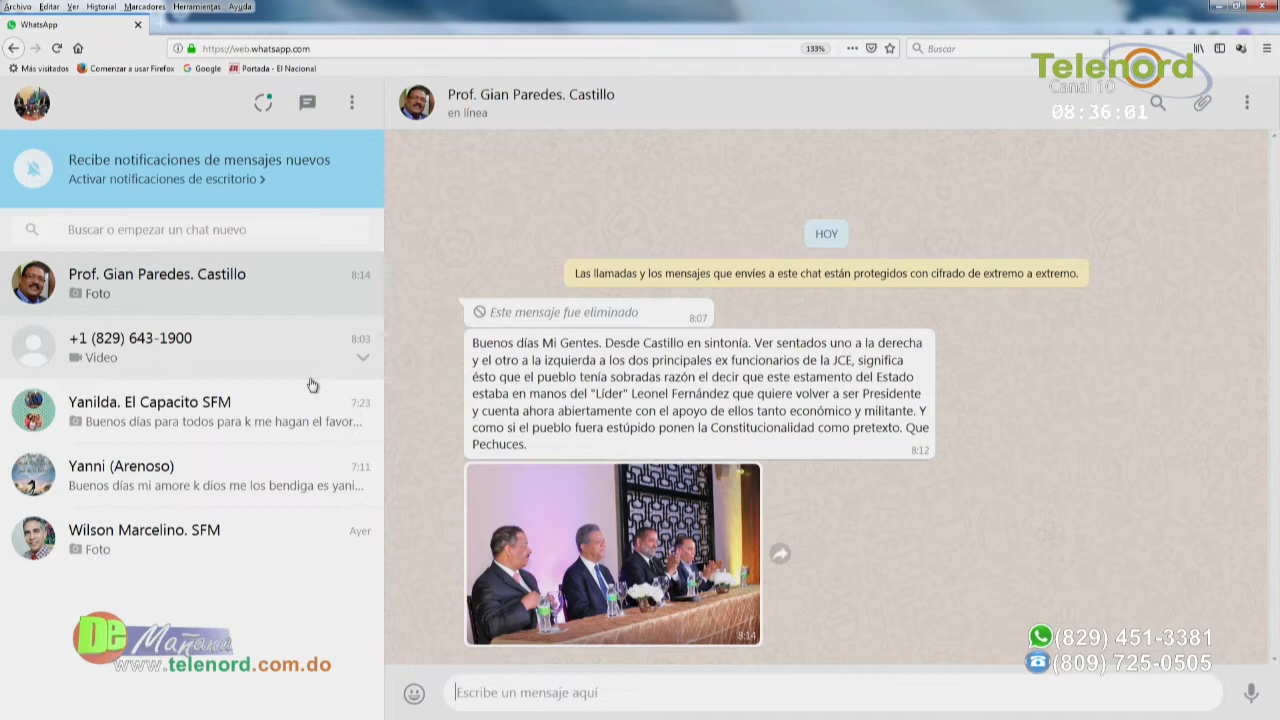 Archivo Editar Ver Historial Marcadores Herramientas Ayuda
WhatsApp
https://web.whatsapp.com
133%
Buscar
Más visitados Comenzar a usar Firefox Google Portada - El Nacional
Telenord
Canal 10
08:36:01
Prof. Gian Paredes. Castillo
en línea
Recibe notificaciones de mensajes nuevos
Activar notificaciones de escritorio >
Buscar o empezar un chat nuevo
Prof. Gian Paredes. Castillo 8:14
Foto
+1 (829) 643-1900 8:03
Video
Yanilda. El Capacito SFM 7:23
Buenos días para todos para k me hagan el favor...
Yanni (Arenoso) 7:11
Buenos días mi amore k dios me los bendiga es yani...
Wilson Marcelino. SFM Ayer
Foto
HOY
Las llamadas y los mensajes que envíes a este chat están protegidos con cifrado de extremo a extremo.
Este mensaje fue eliminado
8:07
Buenos días Mi Gentes. Desde Castillo en sintonía. Ver sentados uno a la derecha
y el otro a la izquierda a los dos principales ex funcionarios de la JCE, significa
ésto que el pueblo tenía sobradas razón el decir que este estamento del Estado
estaba en manos del "Líder" Leonel Fernández que quiere volver a ser Presidente
y cuenta ahora abiertamente con el apoyo de ellos tanto económico y militante. Y
como si el pueblo fuera estúpido ponen la Constitucionalidad como pretexto. Que
Pechuces.
8:12
8:14
De Mañana
www.telenord.com.do
(829) 451-3381
(809) 725-0505
Escribe un mensaje aquí